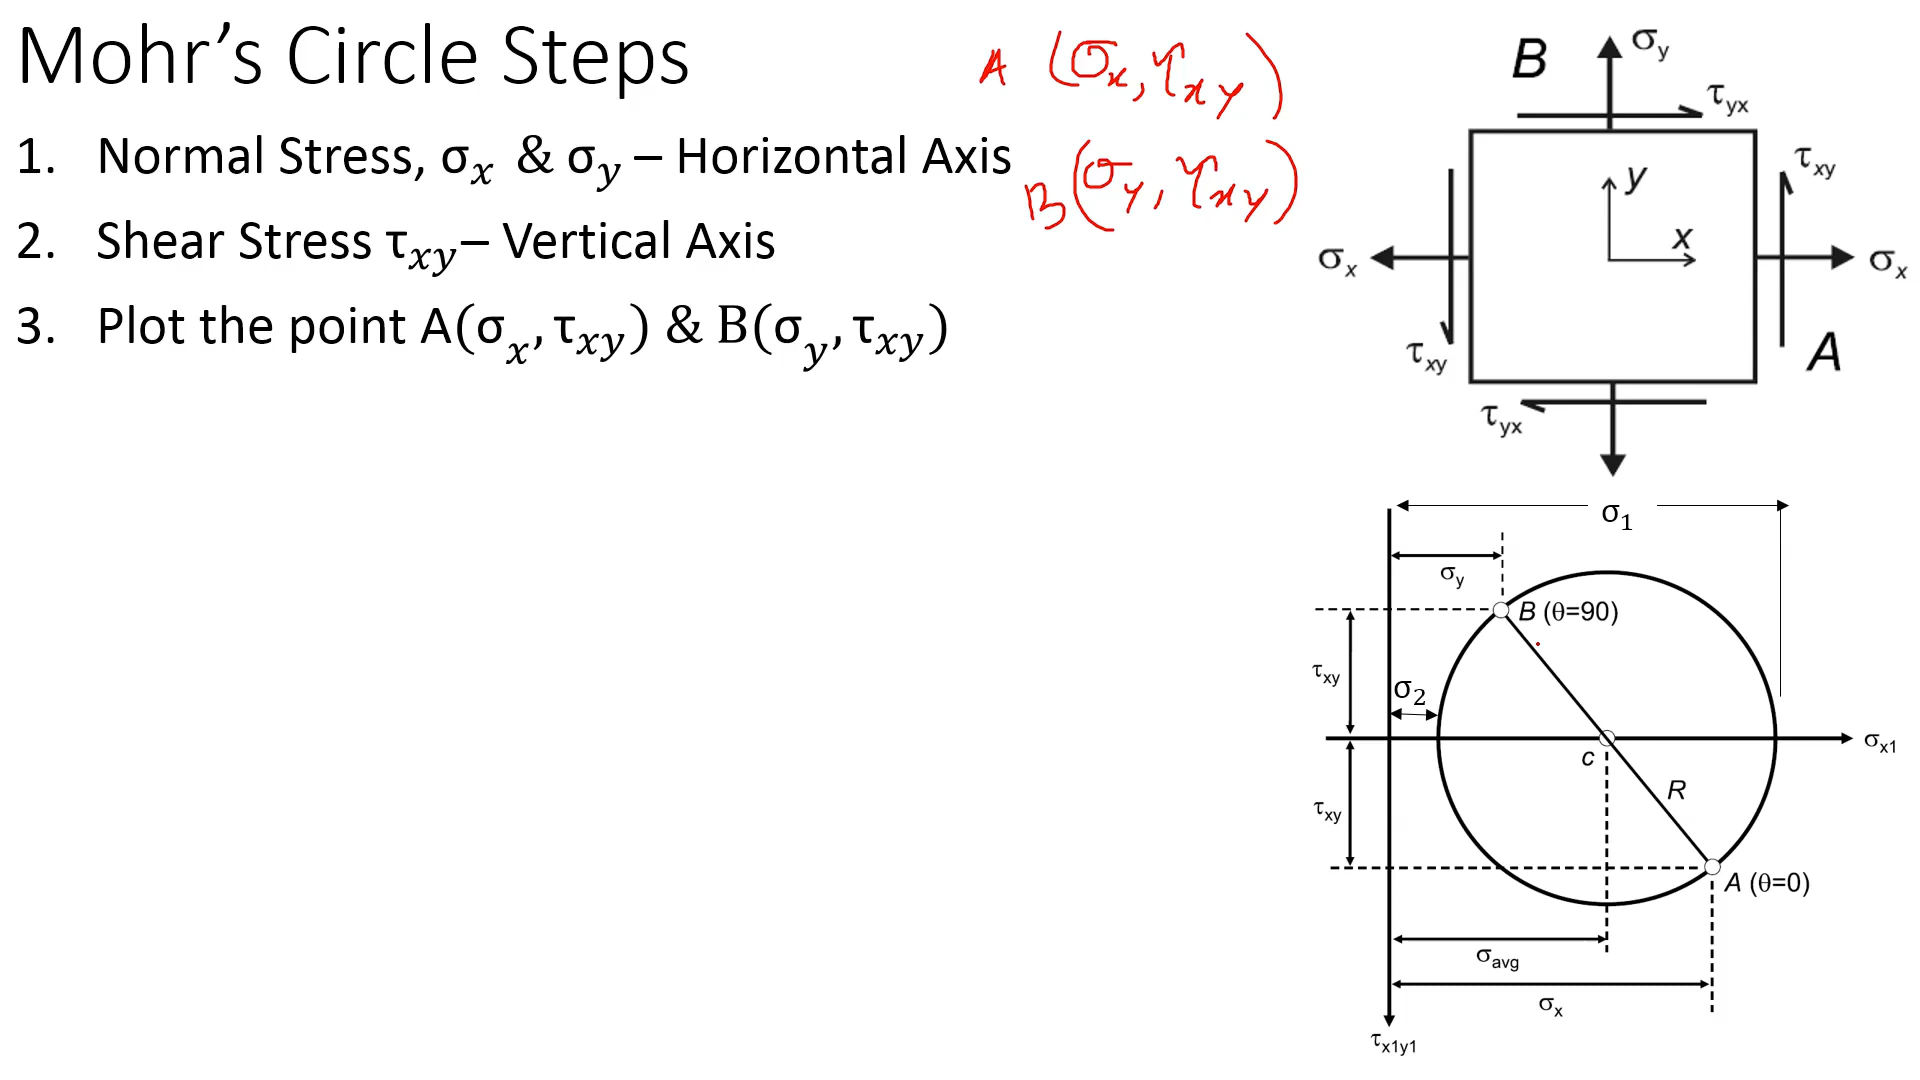 Mohr's Circle Steps
A (σx, τxy)
1. Normal Stress, σx & σy – Horizontal Axis
B (σy, τxy)
2. Shear Stress τxy– Vertical Axis
3. Plot the point A(σx, τxy) & B(σy, τxy)
B
σy
τyx
τxy
y
x
σx
σx
τxy
A
τyx
σ1
σy
B (θ=90)
τxy
σ2
σx1
c
R
τxy
A (θ=0)
σavg
σx
τx1y1